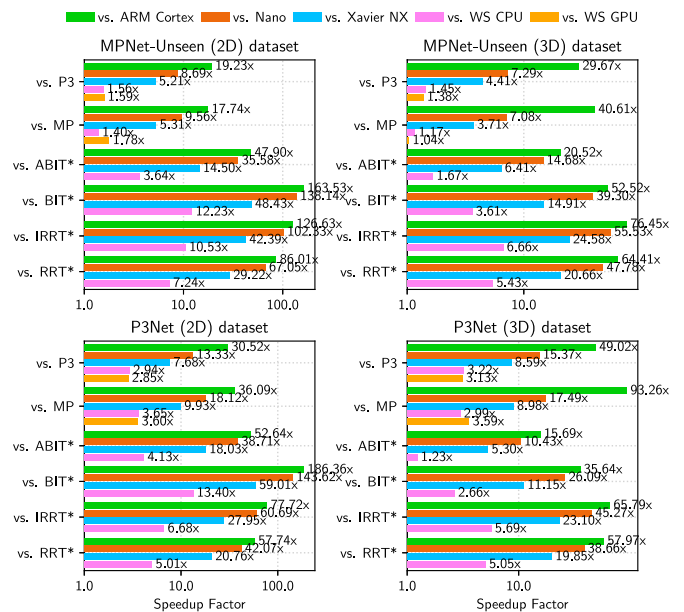 vs. ARM Cortex vs. Nano vs. Xavier NX vs. WS CPU vs. WS GPU
MPNet-Unseen (2D) dataset
vs. P3
19.23x
8.69x
5.21x
1.56x
1.59x
vs. MP
17.74x
9.56x
5.31x
1.40x
1.78x
vs. ABIT*
47.90x
35.58x
14.50x
3.64x
vs. BIT*
163.53x
138.14x
48.43x
12.23x
vs. IRRT*
126.63x
102.33x
42.39x
10.53x
vs. RRT*
86.01x
67.05x
29.22x
7.24x
1.0 10.0 100.0
MPNet-Unseen (3D) dataset
vs. P3
29.67x
7.29x
4.41x
1.45x
1.38x
vs. MP
40.61x
7.08x
3.71x
1.17x
1.04x
vs. ABIT*
20.52x
14.68x
6.41x
1.67x
vs. BIT*
52.52x
39.30x
14.91x
3.61x
vs. IRRT*
76.45x
55.53x
24.58x
6.66x
vs. RRT*
64.41x
47.78x
20.66x
5.43x
1.0 10.0
P3Net (2D) dataset
vs. P3
30.52x
13.33x
7.68x
2.94x
2.85x
vs. MP
36.09x
18.12x
9.93x
3.65x
3.60x
vs. ABIT*
52.64x
38.71x
18.03x
4.13x
vs. BIT*
186.36x
143.62x
59.01x
13.40x
vs. IRRT*
77.72x
60.69x
27.95x
6.68x
vs. RRT*
57.74x
42.07x
20.76x
5.01x
1.0 10.0 100.0
Speedup Factor
P3Net (3D) dataset
vs. P3
49.02x
15.37x
8.59x
3.22x
3.13x
vs. MP
93.26x
17.49x
8.98x
2.99x
3.59x
vs. ABIT*
15.69x
10.43x
5.30x
1.23x
vs. BIT*
35.64x
26.09x
11.15x
2.66x
vs. IRRT*
65.79x
45.27x
23.10x
5.69x
vs. RRT*
57.97x
38.66x
19.85x
5.05x
1.0 10.0
Speedup Factor